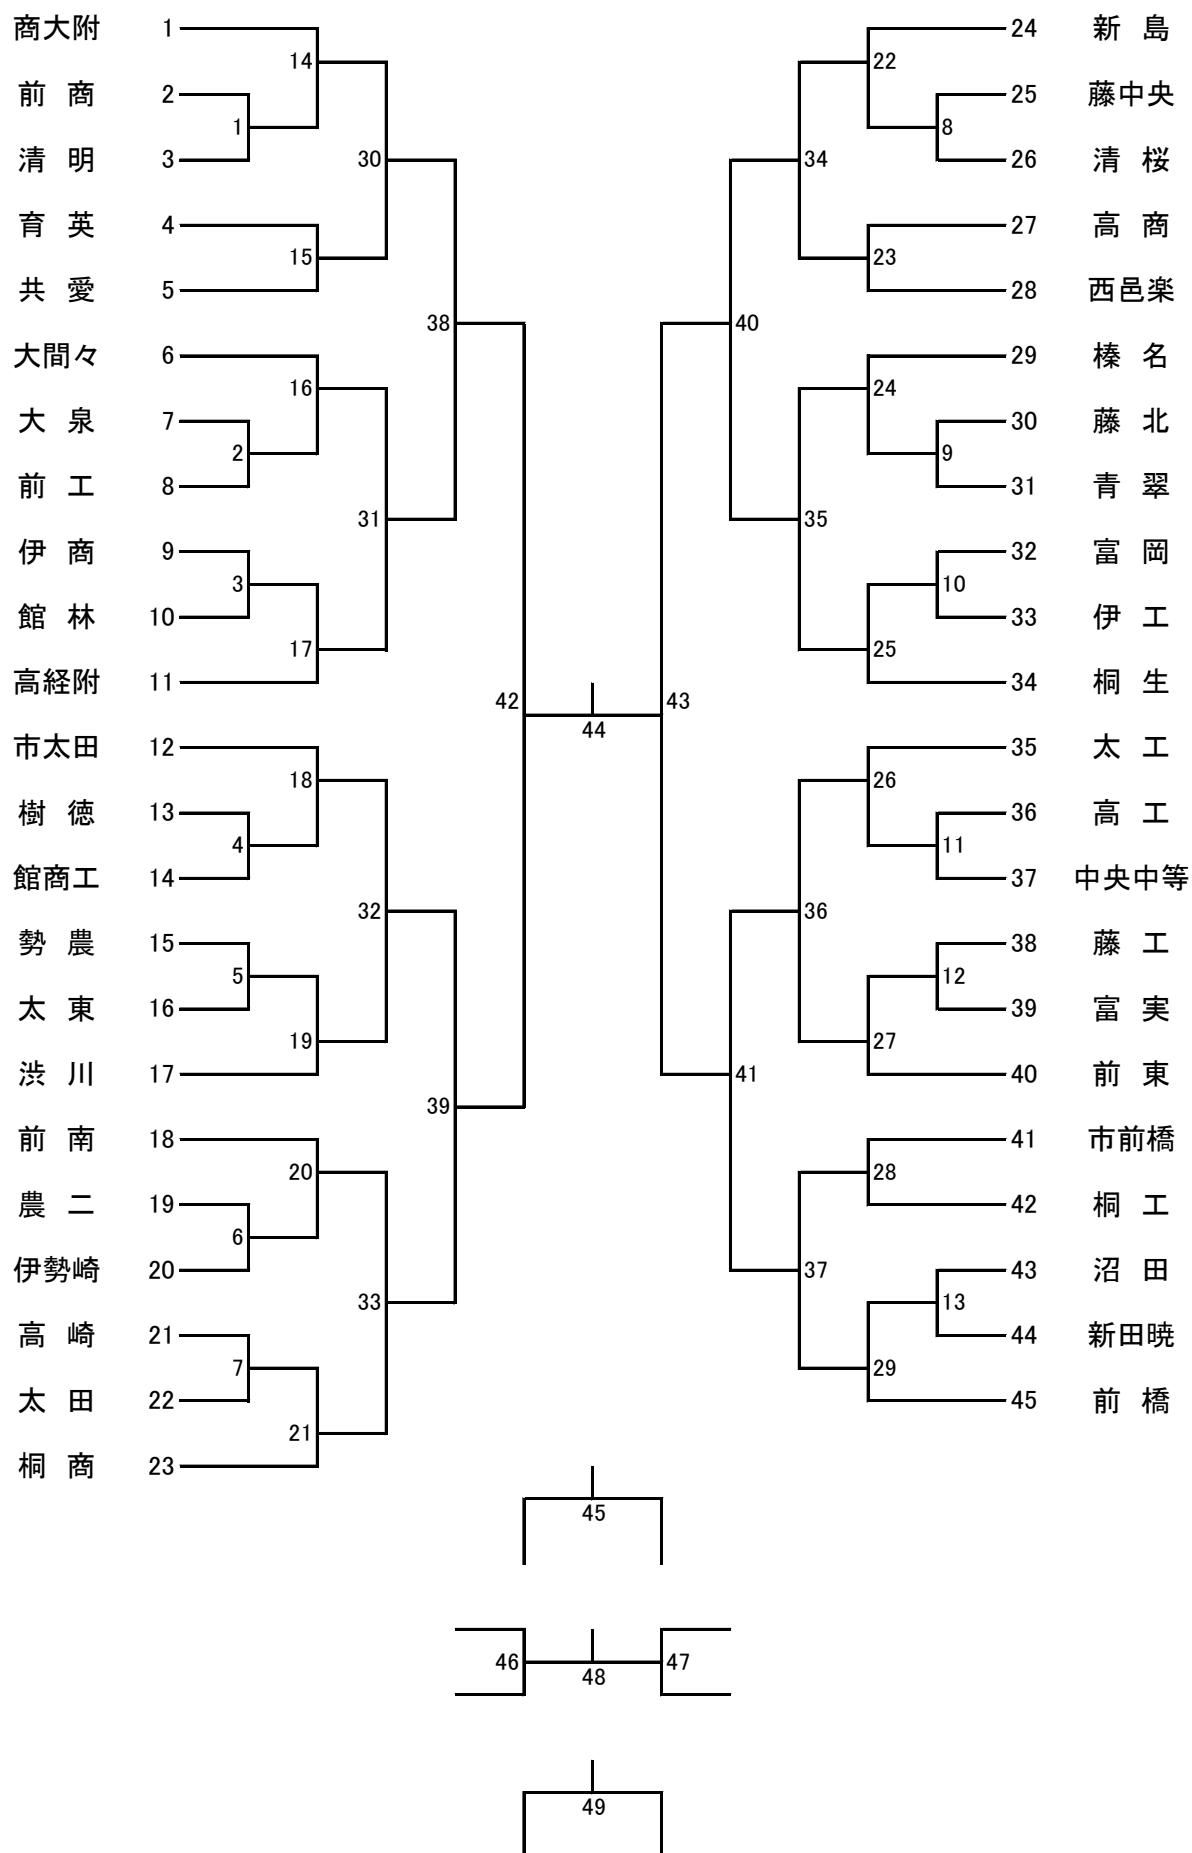 商大附 1
前 商 2
清 明 3
育 英 4
共 愛 5
大間々 6
大 泉 7
前 工 8
伊 商 9
館 林 10
高経附 11
市太田 12
樹 徳 13
館商工 14
勢 農 15
太 東 16
渋 川 17
前 南 18
農 二 19
伊勢崎 20
高 崎 21
太 田 22
桐 商 23
1
2
3
4
5
6
7
14
15
16
17
18
19
20
21
30
31
32
33
38
39
42
44
43
40
41
34
35
36
37
22
23
24
25
26
27
28
29
8
9
10
11
12
13
24 新 島
25 藤中央
26 清 桜
27 高 商
28 西邑楽
29 榛 名
30 藤 北
31 青 翠
32 富 岡
33 伊 工
34 桐 生
35 太 工
36 高 工
37 中央中等
38 藤 工
39 富 実
40 前 東
41 市前橋
42 桐 工
43 沼 田
44 新田暁
45 前 橋
45
46
48
47
49